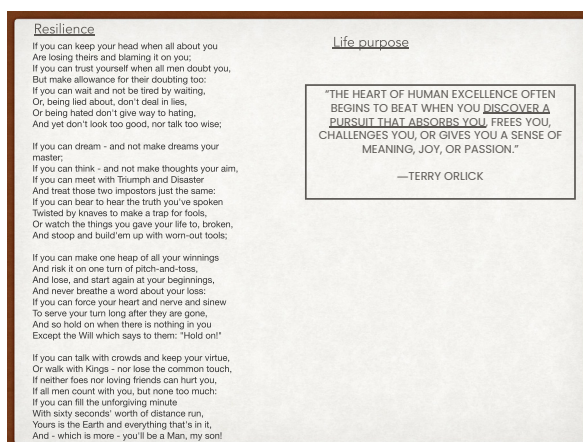 Resilience
If you can keep your head when all about you
Are losing theirs and blaming it on you;
If you can trust yourself when all men doubt you,
But make allowance for their doubting too:
If you can wait and not be tired by waiting,
Or, being lied about, don't deal in lies,
Or being hated don't give way to hating,
And yet don't look too good, nor talk too wise;

If you can dream - and not make dreams your
master;
If you can think - and not make thoughts your aim,
If you can meet with Triumph and Disaster
And treat those two impostors just the same:
If you can bear to hear the truth you've spoken
Twisted by knaves to make a trap for fools,
Or watch the things you gave your life to, broken,
And stoop and build'em up with worn-out tools;

If you can make one heap of all your winnings
And risk it on one turn of pitch-and-toss,
And lose, and start again at your beginnings,
And never breathe a word about your loss:
If you can force your heart and nerve and sinew
To serve your turn long after they are gone,
And so hold on when there is nothing in you
Except the Will which says to them: "Hold on!"

If you can talk with crowds and keep your virtue,
Or walk with Kings - nor lose the common touch,
If neither foes nor loving friends can hurt you,
If all men count with you, but none too much:
If you can fill the unforgiving minute
With sixty seconds' worth of distance run,
Yours is the Earth and everything that's in it,
And - which is more - you'll be a Man, my son!

Life purpose
"THE HEART OF HUMAN EXCELLENCE OFTEN
BEGINS TO BEAT WHEN YOU DISCOVER A
PURSUIT THAT ABSORBS YOU, FREES YOU,
CHALLENGES YOU, OR GIVES YOU A SENSE OF
MEANING, JOY, OR PASSION."

—TERRY ORLICK